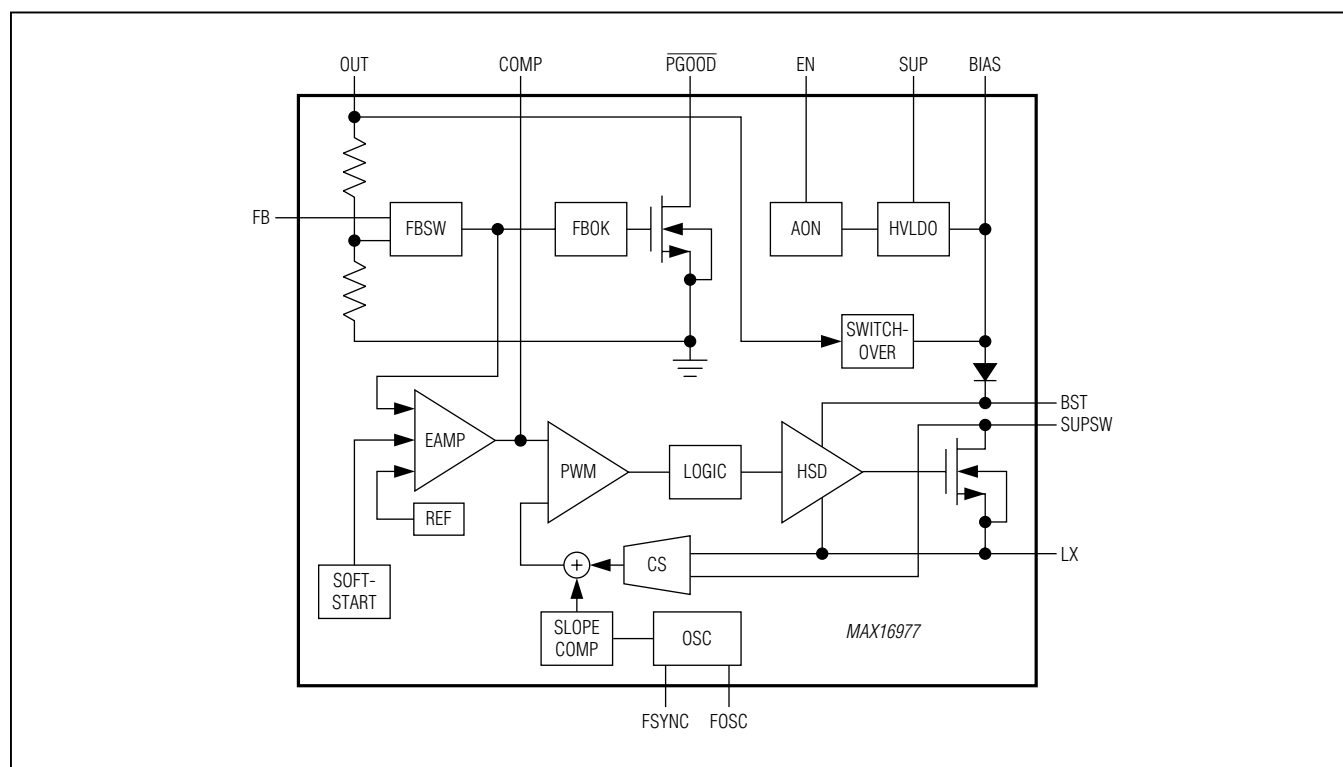 OUT
COMP
PGOOD
EN
SUP
BIAS
FB
FBSW
FBOK
AON
HVLDO
SWITCH-
OVER
BST
SUPSW
EAMP
PWM
LOGIC
HSD
REF
CS
LX
SOFT-
START
+
SLOPE
COMP
OSC
MAX16977
FSYNC
FOSC